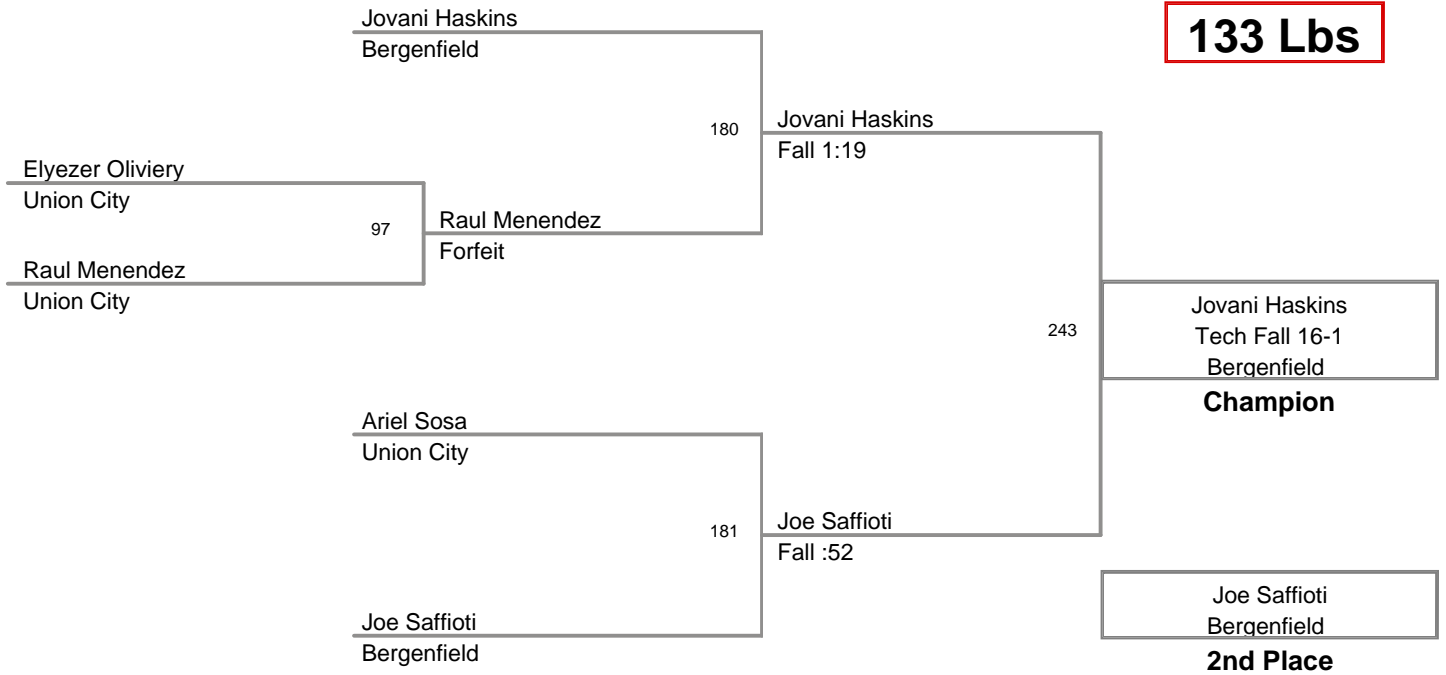 Jovani Haskins
Bergenfield
133 Lbs
180
Jovani Haskins
Fall 1:19
Elyezer Oliviery
Union City
97
Raul Menendez
Forfeit
Raul Menendez
Union City
243
Jovani Haskins
Tech Fall 16-1
Bergenfield
Champion
Ariel Sosa
Union City
181
Joe Saffioti
Fall :52
Joe Saffioti
Bergenfield
Joe Saffioti
Bergenfield
2nd Place